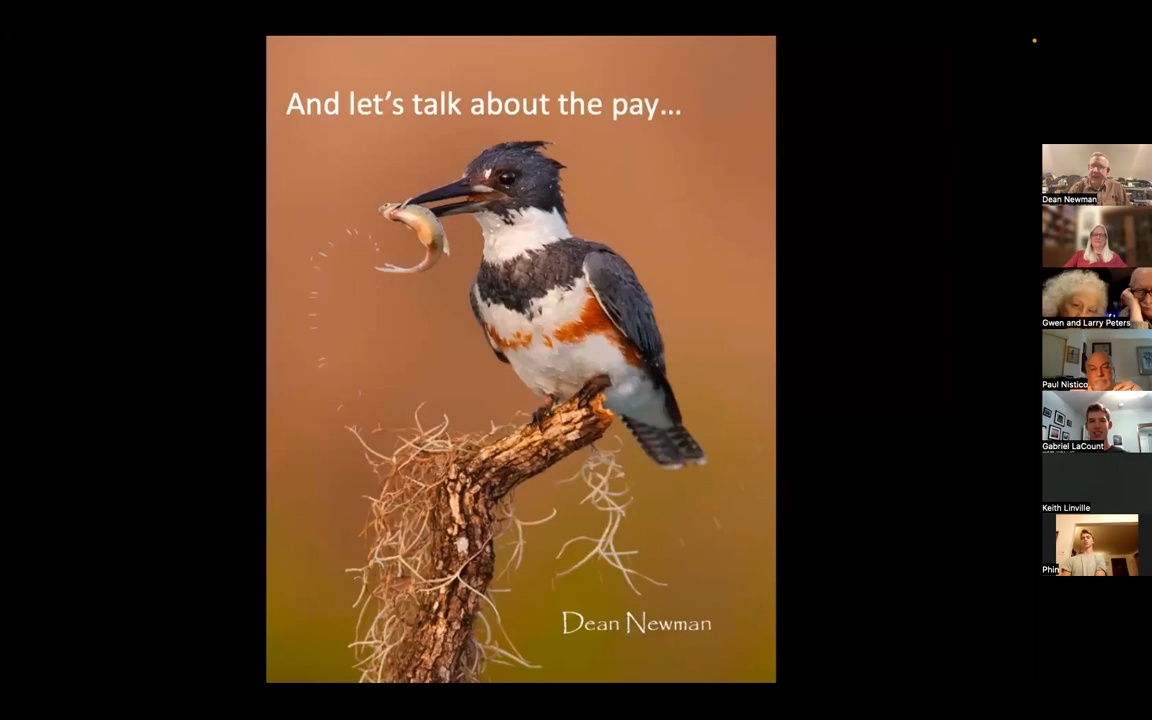 And let's talk about the pay...
Dean Newman
Dean Newman
Gwen and Larry Peters
Paul Nistico
Gabriel LaCount
Keith Linville
Phin